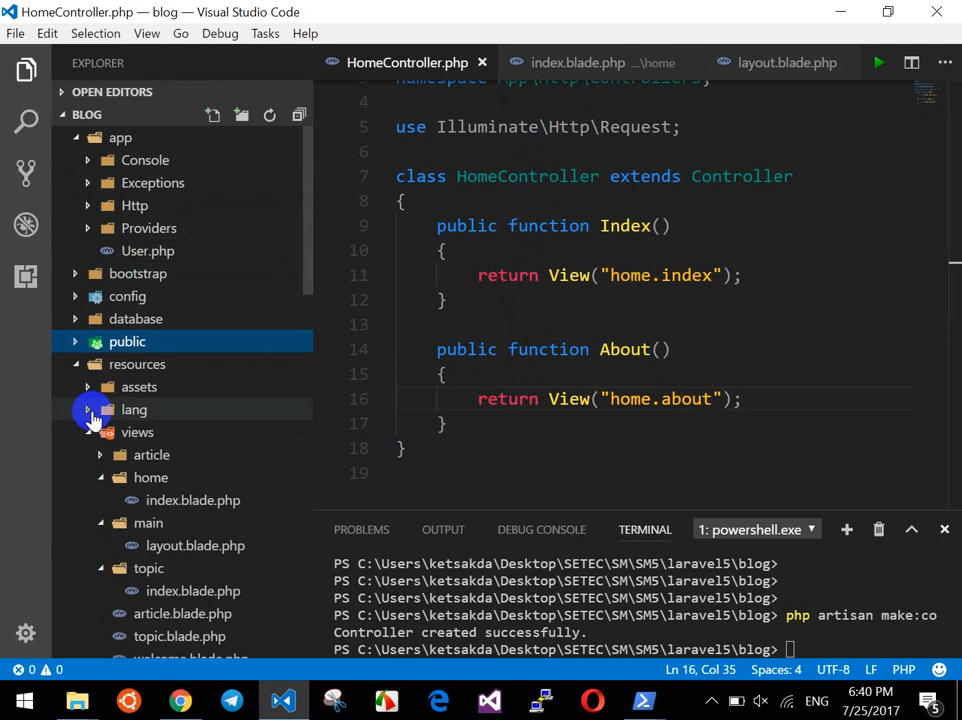 HomeController.php — blog — Visual Studio Code
File Edit Selection View Go Debug Tasks Help
EXPLORER
HomeController.php index.blade.php ...\home layout.blade.php
OPEN EDITORS
BLOG
app
Console
Exceptions
Http
Providers
User.php
bootstrap
config
database
public
resources
assets
lang
views
article
home
index.blade.php
main
layout.blade.php
topic
index.blade.php
article.blade.php
topic.blade.php
welcome.blade.php
namespace App\Http\Controllers;
4
5 use Illuminate\Http\Request;
6
7 class HomeController extends Controller
8 {
9 public function Index()
10 {
11 return View("home.index");
12 }
13
14 public function About()
15 {
16 return View("home.about");
17 }
18 }
19
PROBLEMS OUTPUT DEBUG CONSOLE TERMINAL 1: powershell.exe
PS C:\Users\ketsakda\Desktop\SETEC\SM\SM5\laravel5\blog>
PS C:\Users\ketsakda\Desktop\SETEC\SM\SM5\laravel5\blog>
PS C:\Users\ketsakda\Desktop\SETEC\SM\SM5\laravel5\blog>
PS C:\Users\ketsakda\Desktop\SETEC\SM\SM5\laravel5\blog> php artisan make:co
Controller created successfully.
PS C:\Users\ketsakda\Desktop\SETEC\SM\SM5\laravel5\blog>
0 0 Ln 16, Col 35 Spaces: 4 UTF-8 LF PHP
ENG
6:40 PM
7/25/2017
5